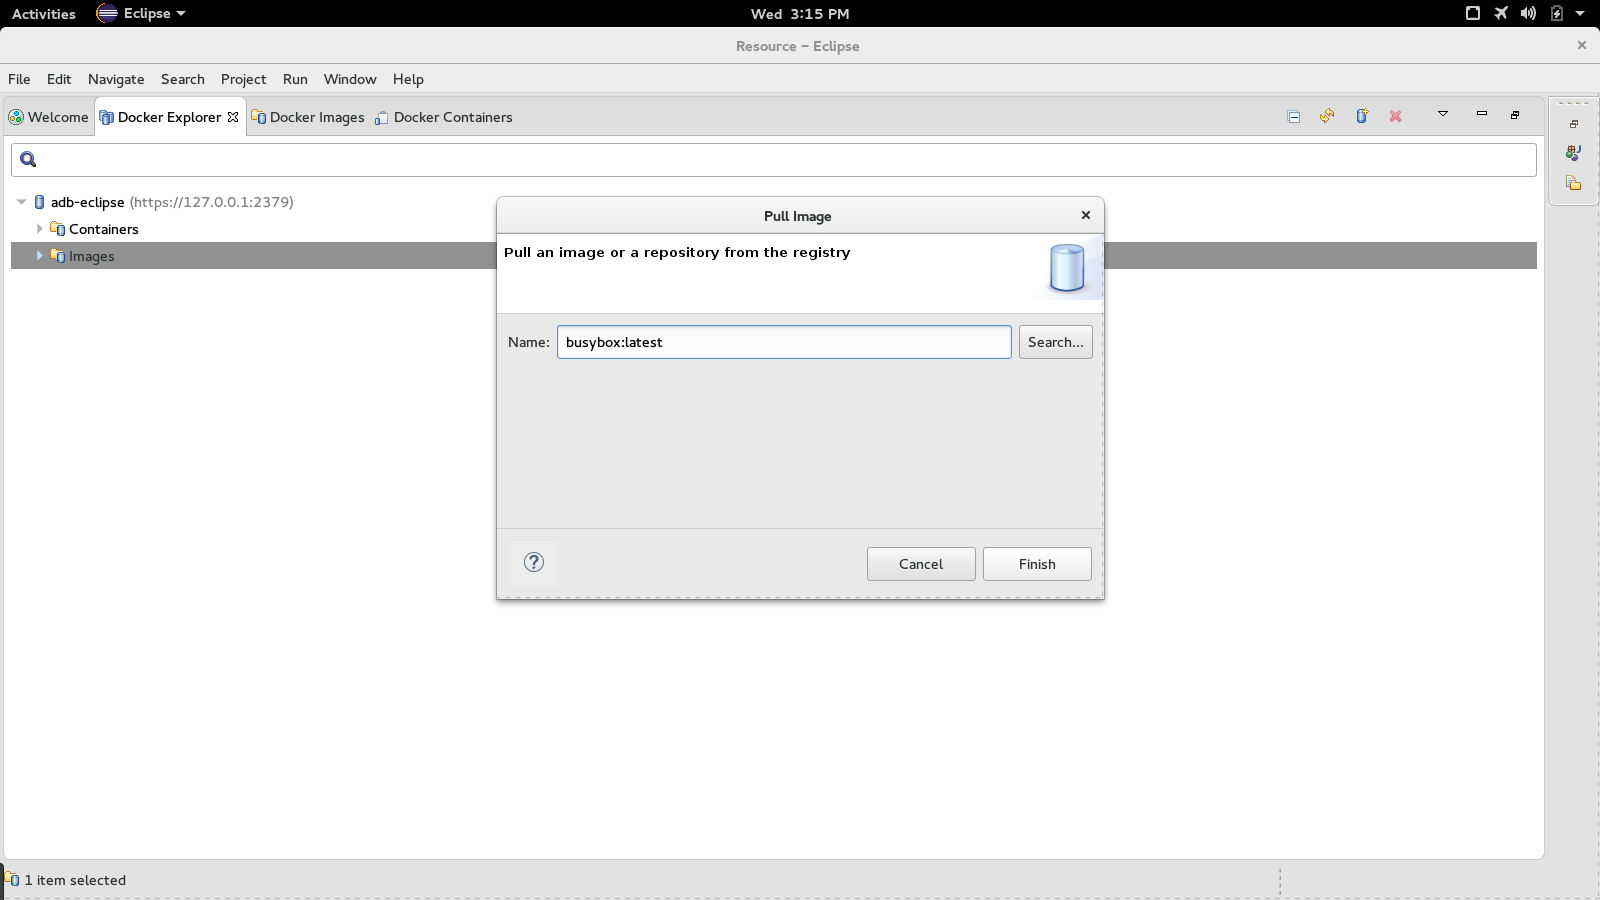 Activities Eclipse Wed 3:15 PM
Resource – Eclipse
File Edit Navigate Search Project Run Window Help
Welcome Docker Explorer Docker Images Docker Containers
adb-eclipse (https://127.0.0.1:2379)
Containers
Images
Pull Image
Pull an image or a repository from the registry
Name: busybox:latest Search...
? Cancel Finish
1 item selected